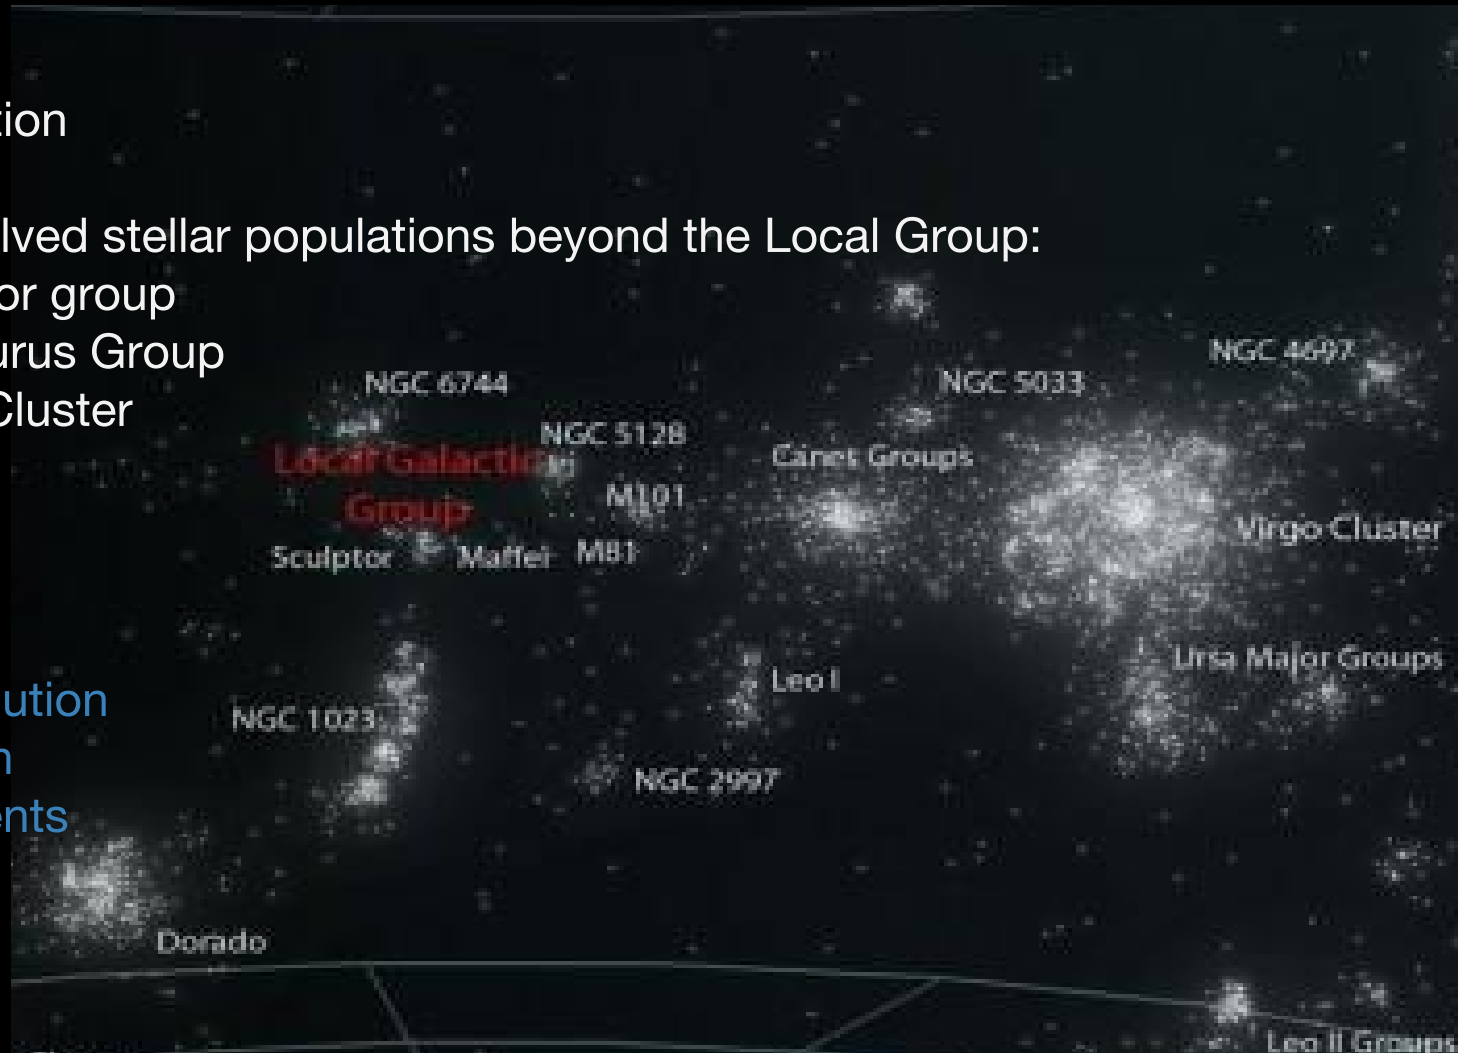 tion
lved stellar populations beyond the Local Group:
or group
urus Group
Cluster
NGC 4697
NGC 6744
NGC 5033
NGC 5128
Canes Groups
Local Galactic
Group
M101
Virgo Cluster
Sculptor
Maffei
M81
Ursa Major Groups
Leo I
ution
NGC 1023
n
NGC 2997
ents
Dorado
Leo II Groups